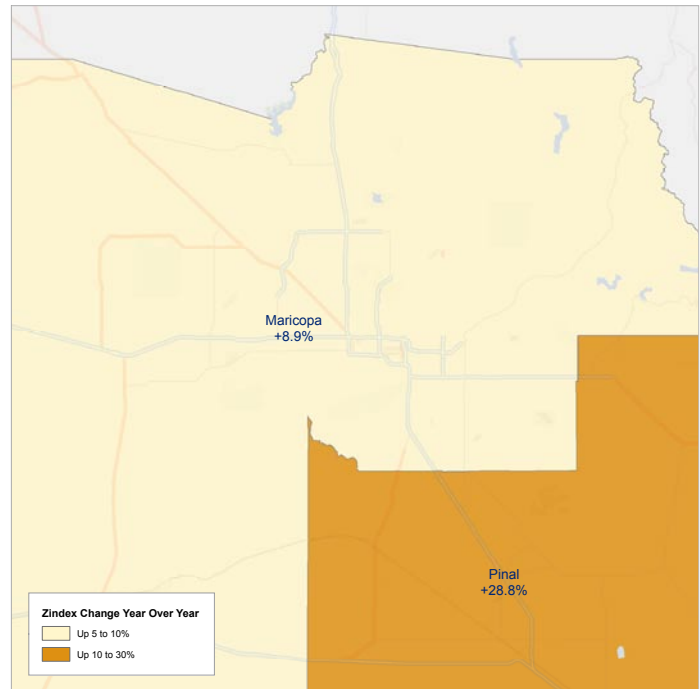 Maricopa
+8.9%
Pinal
+28.8%
Zindex Change Year Over Year
Up 5 to 10%
Up 10 to 30%